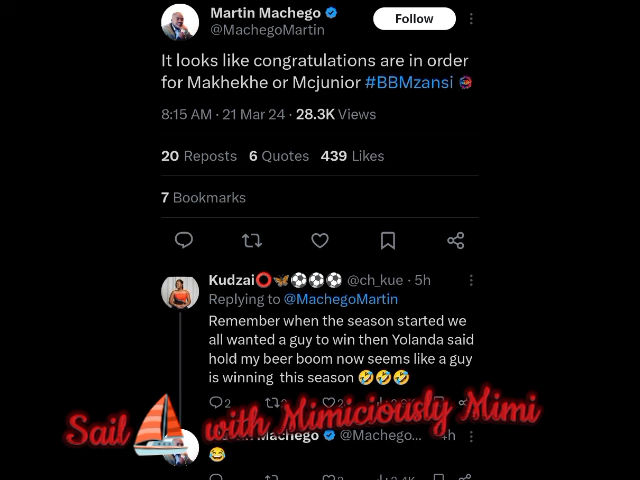 Martin Machego
@MachegoMartin
Follow
It looks like congratulations are in order
for Makhekhe or Mcjunior #BBMzansi
8:15 AM · 21 Mar 24 · 28.3K Views
20 Reposts 6 Quotes 439 Likes
7 Bookmarks
Kudzai⭕🦋⚽⚽⚽ @ch_kue · 5h
Replying to @MachegoMartin
Remember when the season started we
all wanted a guy to win then Yolanda said
hold my beer boom now seems like a guy
is winning this season 🤣🤣🤣
2
Sail with Mimiciously Mimi
Machego @Machego... 4h
😂